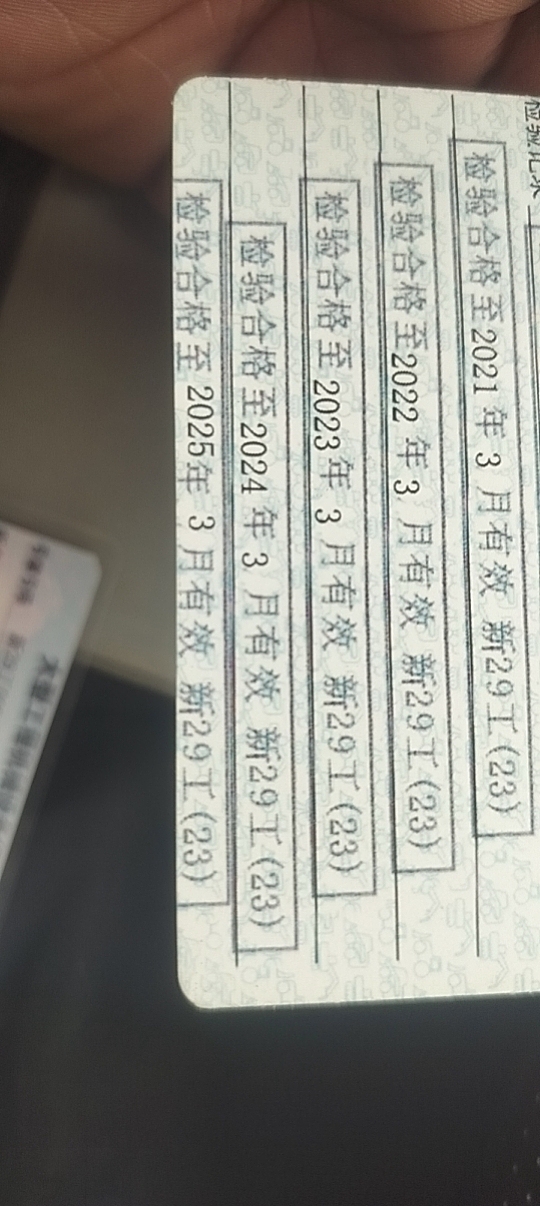 检验记录
检验合格至2021 年 3 月有效 新29工(23)
检验合格至2022 年 3 月有效 新29工(23)
检验合格至2023年 3 月有效 新29工(23)
检验合格至2024 年 3 月有效 新29工(23)
检验合格至2025年 3 月有效 新29工(23)